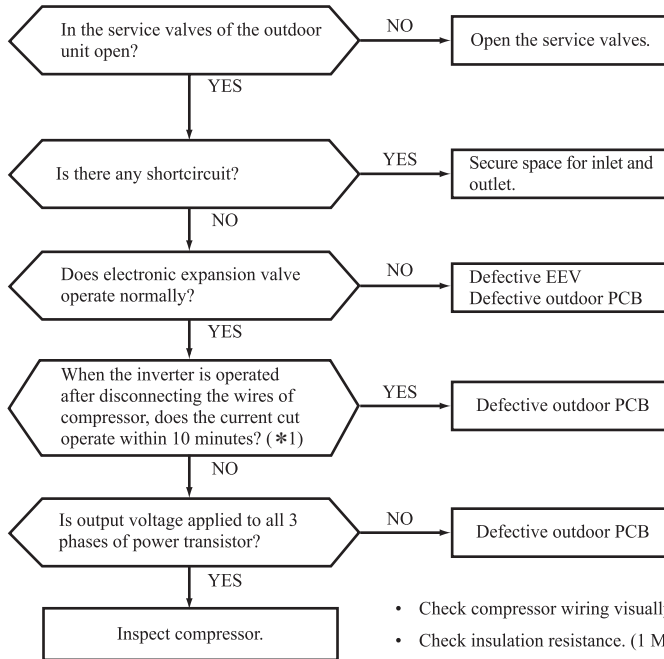 In the service valves of the outdoor
unit open?
NO
Open the service valves.
YES
Is there any shortcircuit?
YES
Secure space for inlet and
outlet.
NO
Does electronic expansion valve
operate normally?
NO
Defective EEV
Defective outdoor PCB
YES
When the inverter is operated
after disconnecting the wires of
compressor, does the current cut
operate within 10 minutes? (∗1)
YES
Defective outdoor PCB
NO
Is output voltage applied to all 3
phases of power transistor?
NO
Defective outdoor PCB
YES
Inspect compressor.
• Check compressor wiring visually
• Check insulation resistance. (1 M